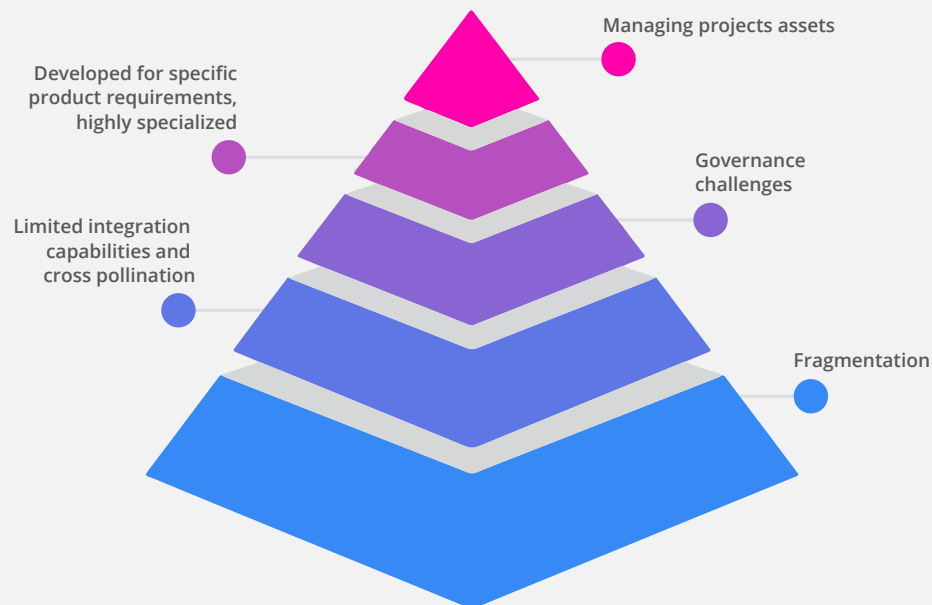 Managing projects assets
Developed for specific
product requirements,
highly specialized
Governance
challenges
Limited integration
capabilities and
cross pollination
Fragmentation